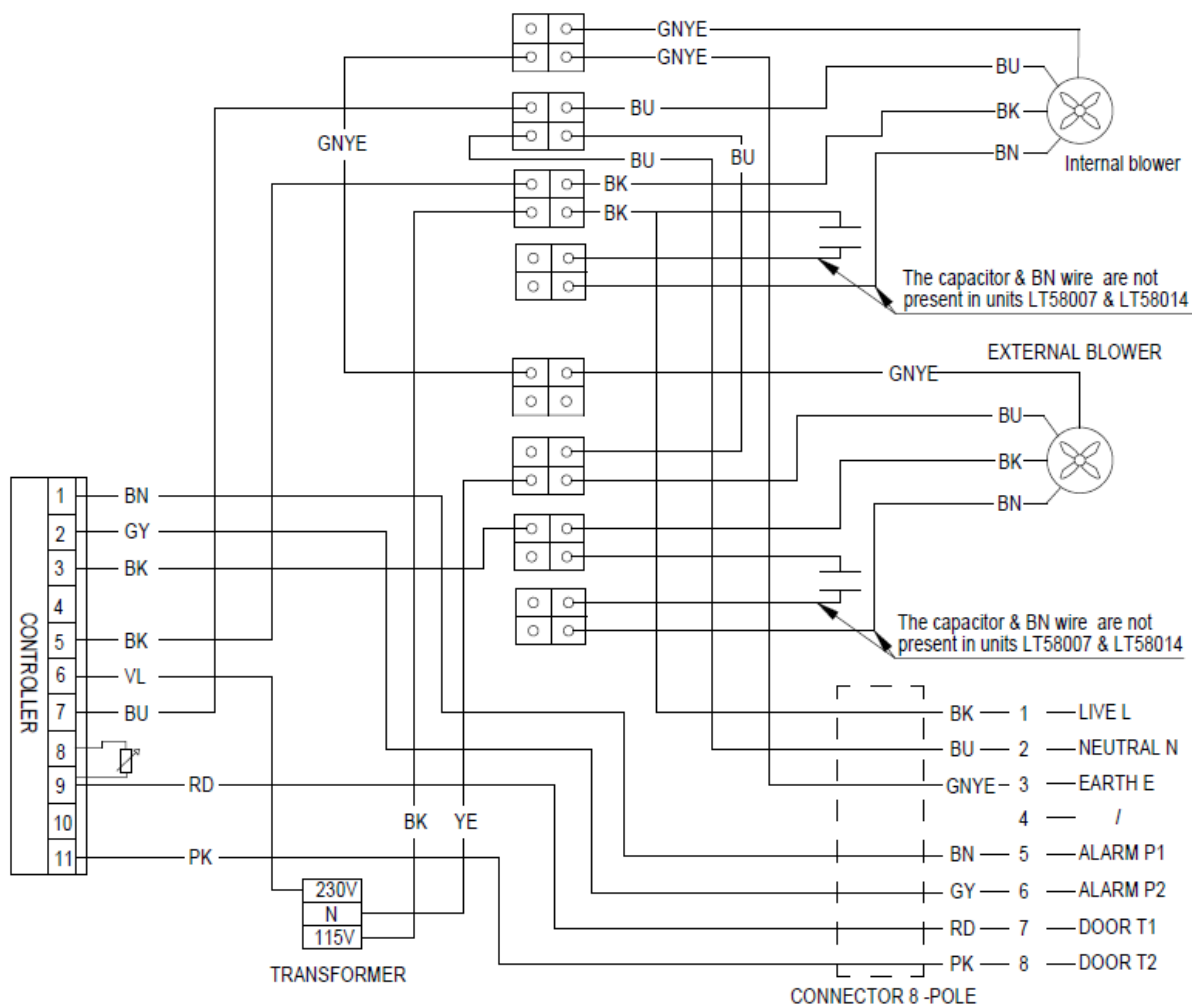 GNYE
GNYE
BU
BU
BK
GNYE
BU
BU
BN
Internal blower
BK
BK
The capacitor & BN wire are not
present in units LT58007 & LT58014
EXTERNAL BLOWER
GNYE
BU
BK
BN
CONTROLLER
1 BN
2 GY
3 BK
4
5 BK
6 VL
7 BU
8
9 RD
10
11 PK
BK YE
The capacitor & BN wire are not
present in units LT58007 & LT58014
BK 1 LIVE L
BU 2 NEUTRAL N
GNYE 3 EARTH E
4 /
BN 5 ALARM P1
GY 6 ALARM P2
RD 7 DOOR T1
PK 8 DOOR T2
230V
N
115V
TRANSFORMER
CONNECTOR 8 -POLE